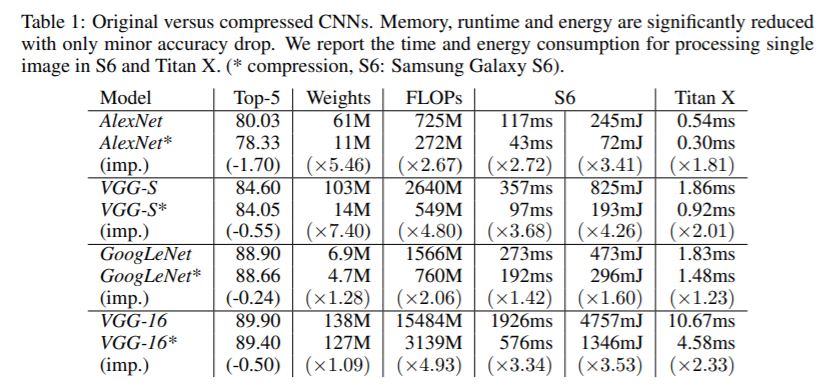 Table 1: Original versus compressed CNNs. Memory, runtime and energy are significantly reduced
with only minor accuracy drop. We report the time and energy consumption for processing single
image in S6 and Titan X. (* compression, S6: Samsung Galaxy S6).
Model Top-5 Weights FLOPs S6 Titan X
AlexNet 80.03 61M 725M 117ms 245mJ 0.54ms
AlexNet* 78.33 11M 272M 43ms 72mJ 0.30ms
(imp.) (-1.70) (×5.46) (×2.67) (×2.72) (×3.41) (×1.81)
VGG-S 84.60 103M 2640M 357ms 825mJ 1.86ms
VGG-S* 84.05 14M 549M 97ms 193mJ 0.92ms
(imp.) (-0.55) (×7.40) (×4.80) (×3.68) (×4.26) (×2.01)
GoogLeNet 88.90 6.9M 1566M 273ms 473mJ 1.83ms
GoogLeNet* 88.66 4.7M 760M 192ms 296mJ 1.48ms
(imp.) (-0.24) (×1.28) (×2.06) (×1.42) (×1.60) (×1.23)
VGG-16 89.90 138M 15484M 1926ms 4757mJ 10.67ms
VGG-16* 89.40 127M 3139M 576ms 1346mJ 4.58ms
(imp.) (-0.50) (×1.09) (×4.93) (×3.34) (×3.53) (×2.33)